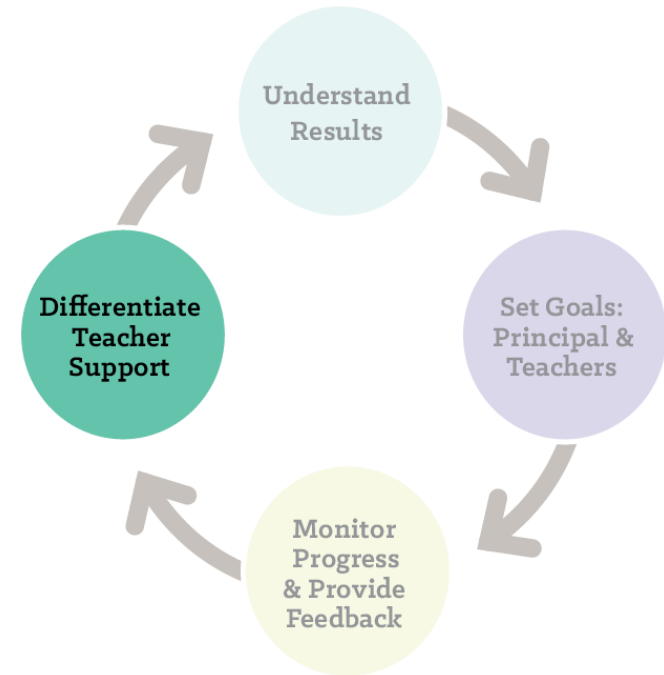 Understand
Results
Set Goals:
Principal &
Teachers
Monitor
Progress
& Provide
Feedback
Differentiate
Teacher
Support